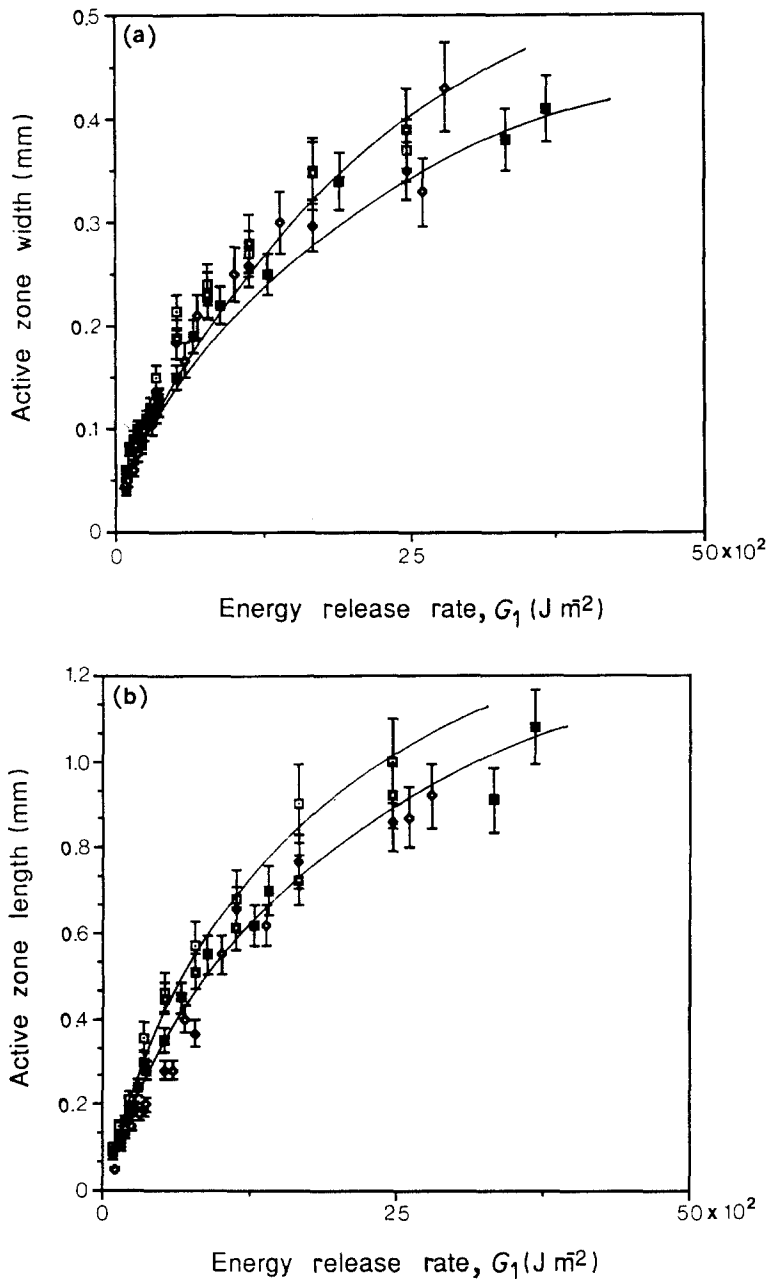 (a)
0.5
0.4
0.3
0.2
0.1
0
Active zone width (mm)
0 25 50 x10²
Energy release rate, G₁ (J m̄²)
(b)
1.2
1.0
0.8
0.6
0.4
0.2
0
Active zone length (mm)
0 25 50 x 10²
Energy release rate, G₁ (J m̄²)